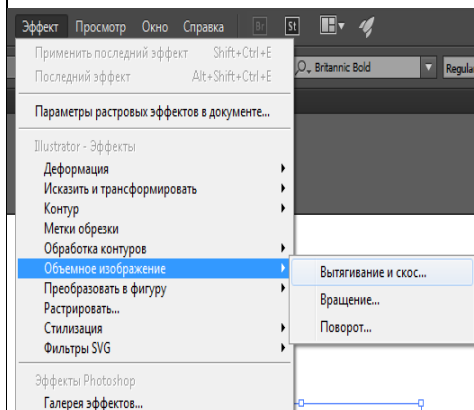 Эффект Просмотр Окно Справка Br St
Применить последний эффект Shift+Ctrl+E
Последний эффект Alt+Shift+Ctrl+E
Britannic Bold Regula
Параметры растровых эффектов в документе...
Illustrator - Эффекты
Деформация
Исказить и трансформировать
Контур
Метки обрезки
Обработка контуров
Объемное изображение
Вытягивание и скос...
Преобразовать в фигуру
Вращение...
Растрировать...
Поворот...
Стилизация
Фильтры SVG
Эффекты Photoshop
Галерея эффектов...